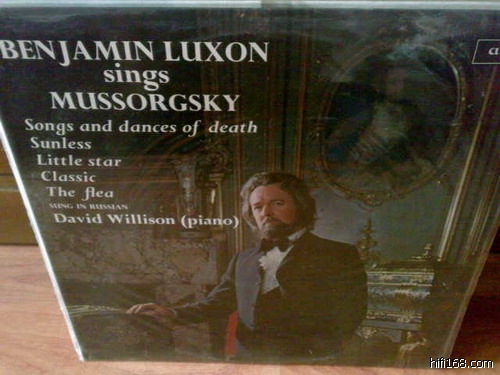 BENJAMIN LUXON
sings
MUSSORGSKY
Songs and dances of death
Sunless
Little star
Classic
The flea
SUNG IN RUSSIAN
David Willison (piano)
hifi168.com